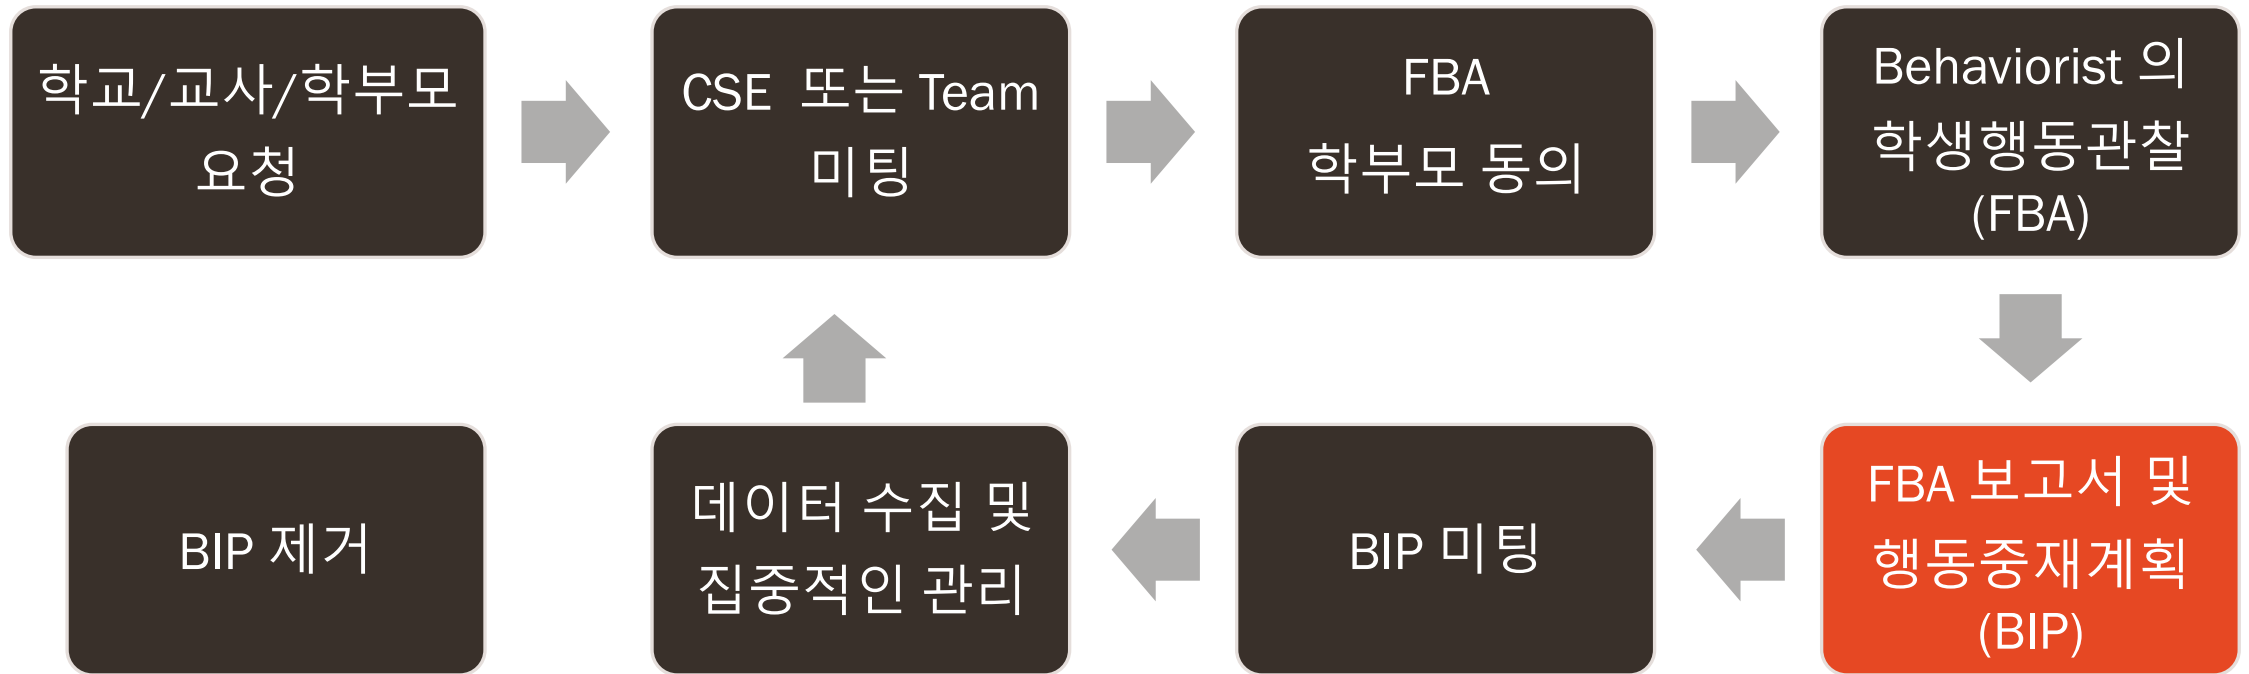 학교/교사/학부모
요청
CSE 또는 Team
미팅
FBA
학부모 동의
Behaviorist 의
학생행동관찰
(FBA)
FBA 보고서 및
행동중재계획
(BIP)
BIP 미팅
데이터 수집 및
집중적인 관리
BIP 제거